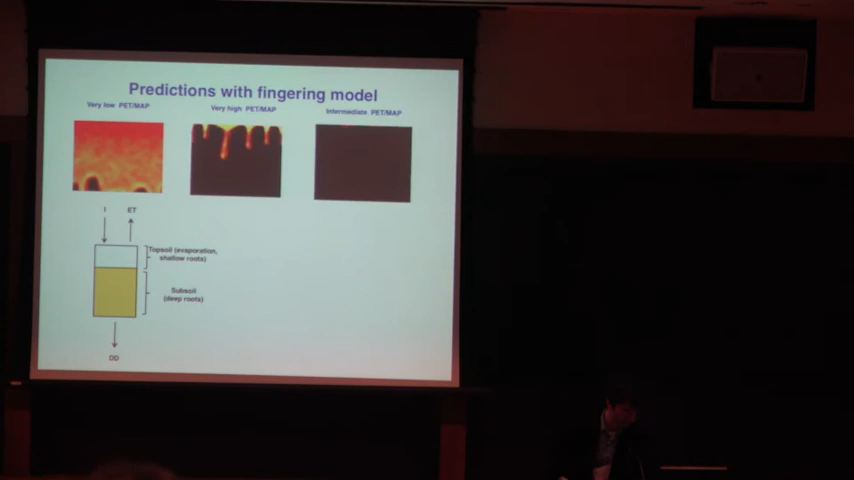 Predictions with fingering model
Very low PET/MAP
Very high PET/MAP
Intermediate PET/MAP
I
ET
Topsoil (evaporation,
shallow roots)
Subsoil
(deep roots)
DD